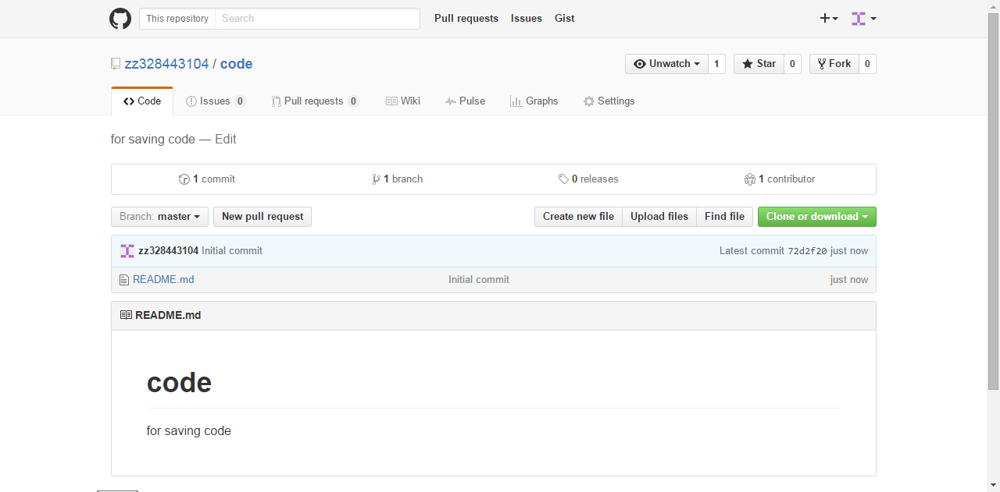 This repository Search Pull requests Issues Gist
zz328443104 / code Unwatch 1 Star 0 Fork 0
Code Issues 0 Pull requests 0 Wiki Pulse Graphs Settings
for saving code — Edit
1 commit 1 branch 0 releases 1 contributor
Branch: master New pull request Create new file Upload files Find file Clone or download
zz328443104 Initial commit Latest commit 72d2f20 just now
README.md Initial commit just now
README.md
code
for saving code